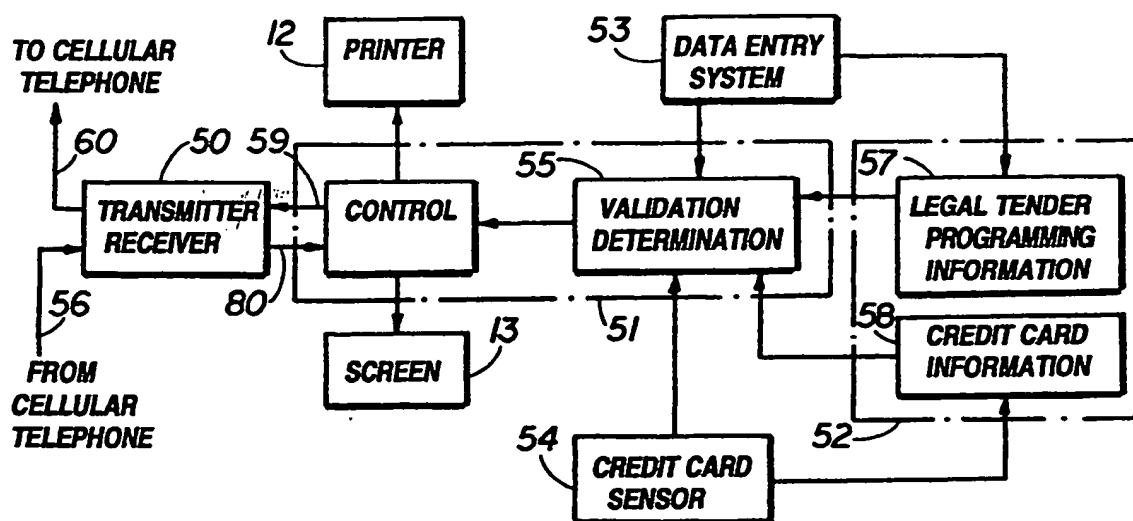 TO CELLULAR
TELEPHONE
60
50
TRANSMITTER
RECEIVER
56
FROM
CELLULAR
TELEPHONE
59
80
12
PRINTER
CONTROL
SCREEN
13
53
DATA ENTRY
SYSTEM
55
VALIDATION
DETERMINATION
51
57
LEGAL TENDER
PROGRAMMING
INFORMATION
58
CREDIT CARD
INFORMATION
52
54
CREDIT CARD
SENSOR